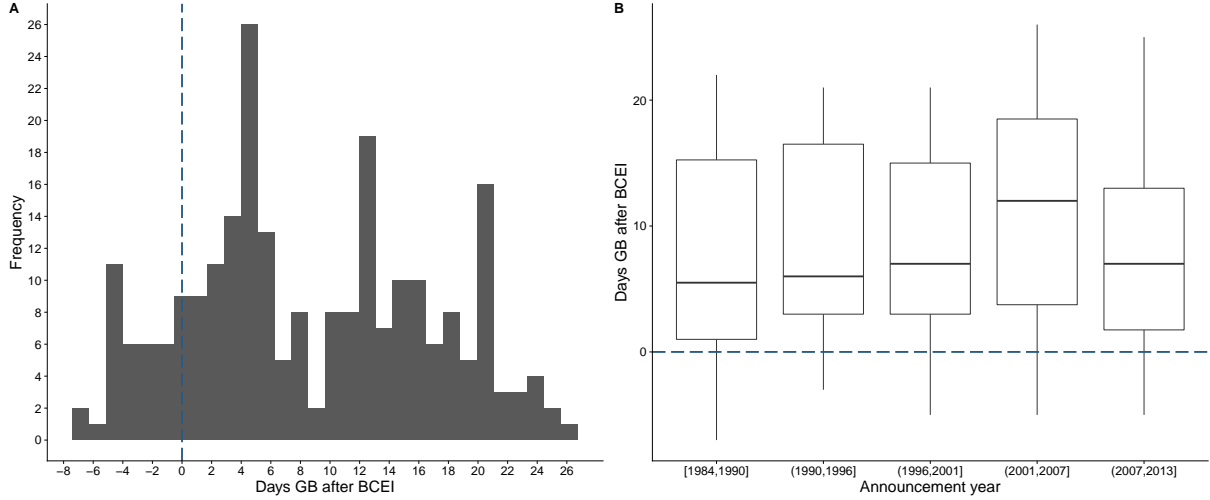 A
26
24
22
20
18
16
14
12
10
8
6
4
2
0
Frequency
−8 −6 −4 −2 0 2 4 6 8 10 12 14 16 18 20 22 24 26
Days GB after BCEI
B
20
10
0
Days GB after BCEI
[1984,1990] (1990,1996] (1996,2001] (2001,2007] (2007,2013]
Announcement year